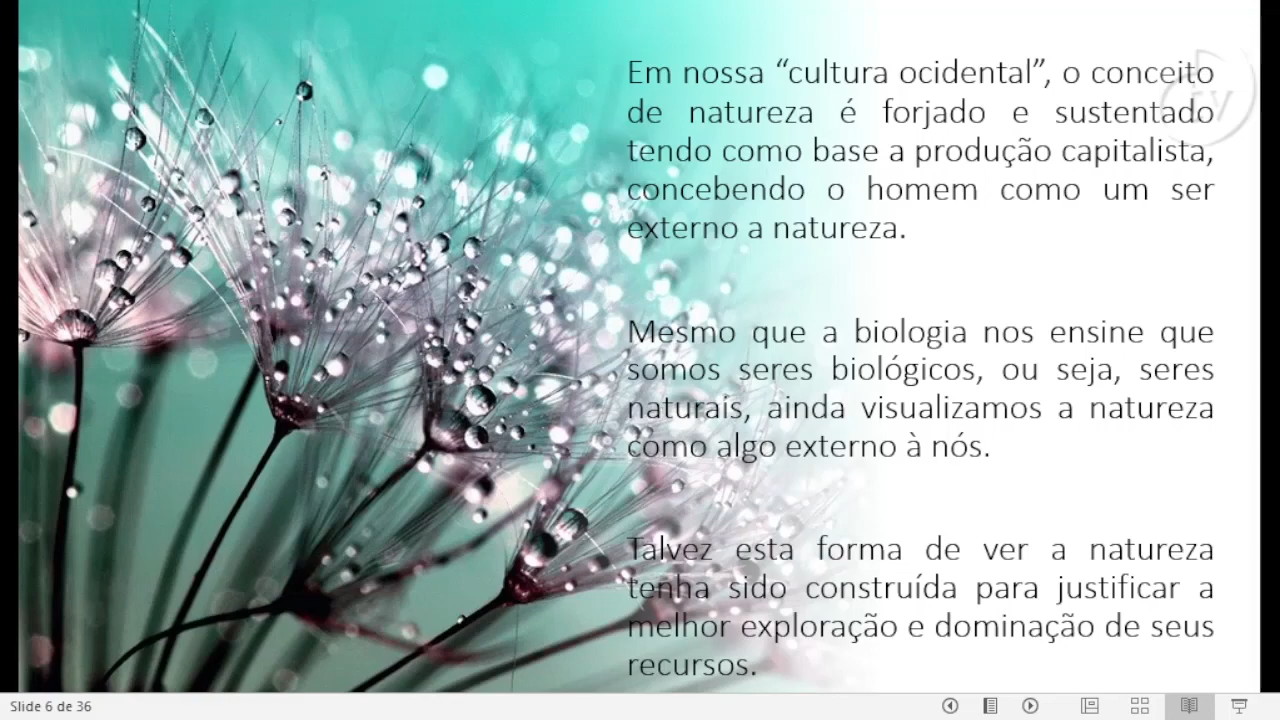 Em nossa “cultura ocidental”, o conceito
de natureza é forjado e sustentado
tendo como base a produção capitalista,
concebendo o homem como um ser
externo a natureza.
Mesmo que a biologia nos ensine que
somos seres biológicos, ou seja, seres
naturais, ainda visualizamos a natureza
como algo externo à nós.
Talvez esta forma de ver a natureza
tenha sido construída para justificar a
melhor exploração e dominação de seus
recursos.
tv
Slide 6 de 36